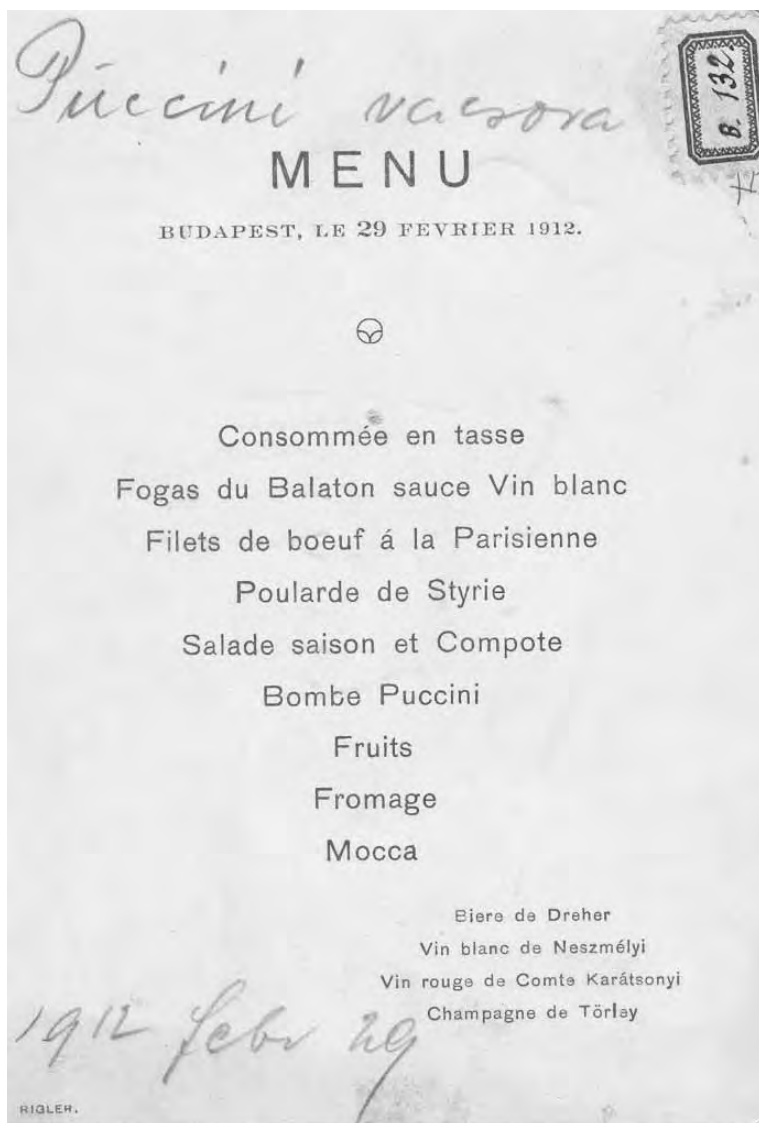 Puccini vacsora
B. 132.
MENU
BUDAPEST, LE 29 FEVRIER 1912.
Consommée en tasse
Fogas du Balaton sauce Vin blanc
Filets de boeuf á la Parisienne
Poularde de Styrie
Salade saison et Compote
Bombe Puccini
Fruits
Fromage
Mocca
Biere de Dreher
Vin blanc de Neszmélyi
Vin rouge de Comte Karátsonyi
Champagne de Törley
1912 febr 29
RIGLER.